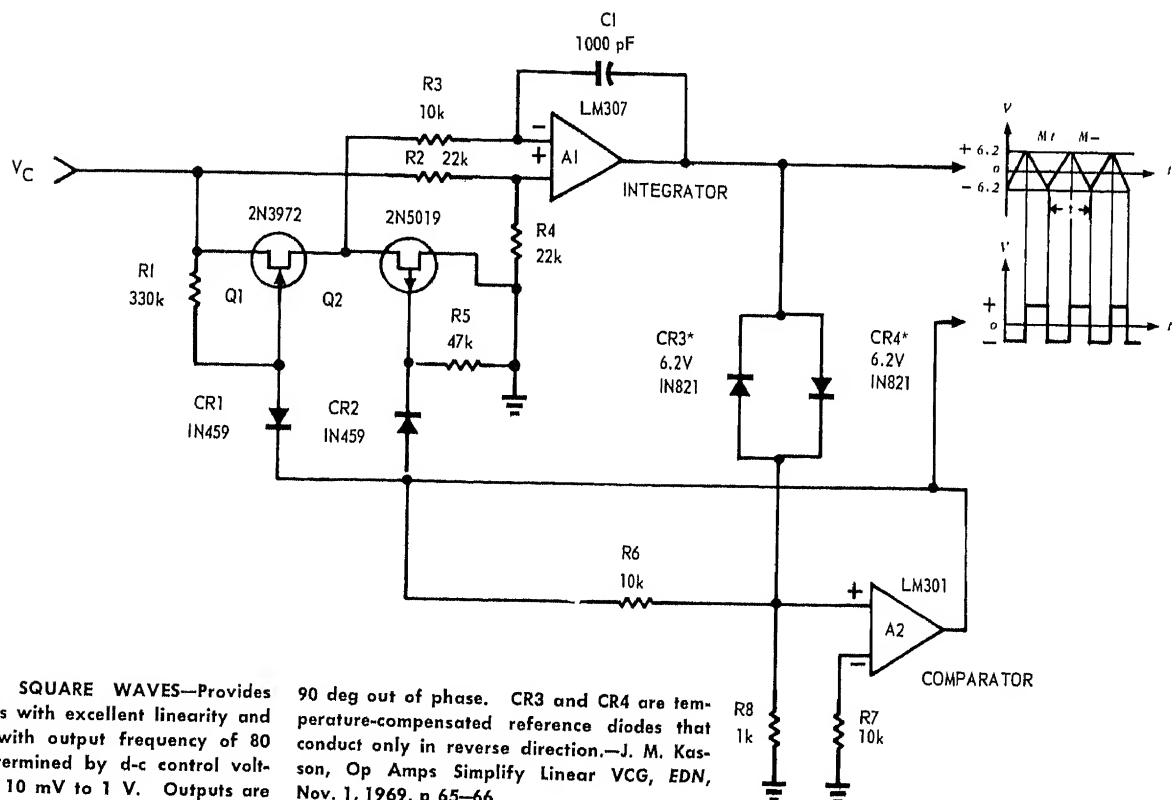 C1
1000 pF
R3
10k
LM307
−
+
A1
INTEGRATOR
R2 22k
VC
2N3972
2N5019
R4
22k
R1
330k
Q1
Q2
R5
47k
CR1
IN459
CR2
IN459
CR3*
6.2V
IN821
CR4*
6.2V
IN821
V
M+ M−
+ 6.2
o
− 6.2
t
t
V
+
o
−
t
R6
10k
LM301
+
A2
−
COMPARATOR
R8
1k
R7
10k
SQUARE WAVES—Provides
s with excellent linearity and
with output frequency of 80
termined by d-c control volt-
10 mV to 1 V. Outputs are
90 deg out of phase. CR3 and CR4 are tem-
perature-compensated reference diodes that
conduct only in reverse direction.—J. M. Kas-
son, Op Amps Simplify Linear VCG, EDN,
Nov. 1, 1969, p 65—66.